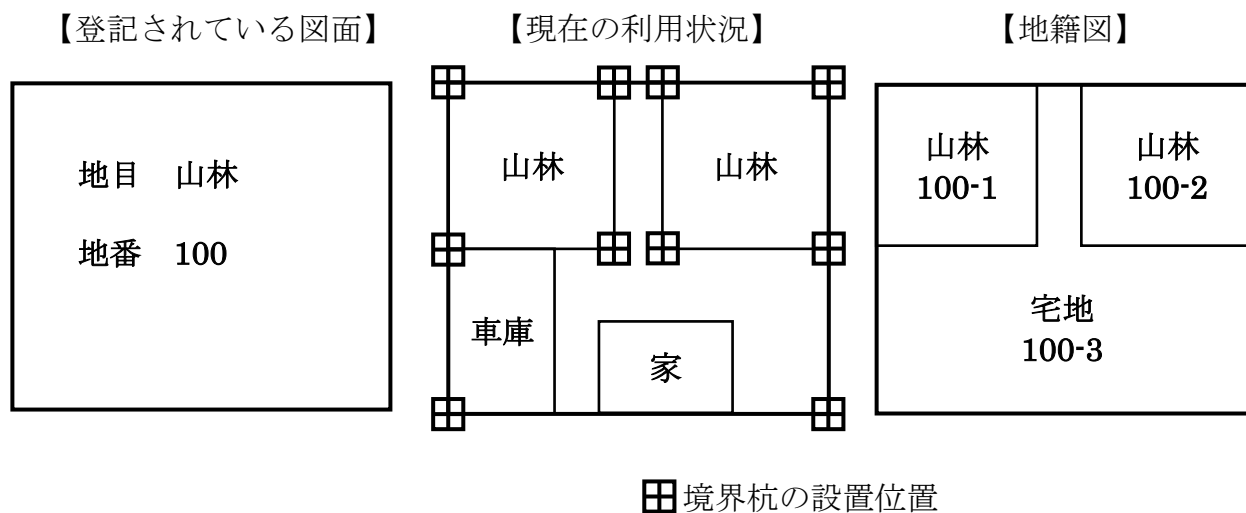 【登記されている図面】
地目　山林
地番　100
【現在の利用状況】
山林
山林
車庫
家
【地籍図】
山林
100-1
山林
100-2
宅地
100-3
境界杭の設置位置